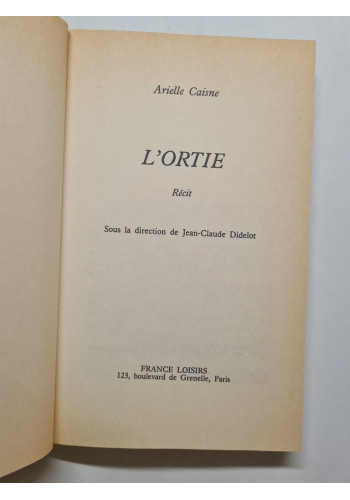 Arielle Caisne
L'ORTIE
Récit
Sous la direction de Jean-Claude Didelot
FRANCE LOISIRS
123, boulevard de Grenelle, Paris